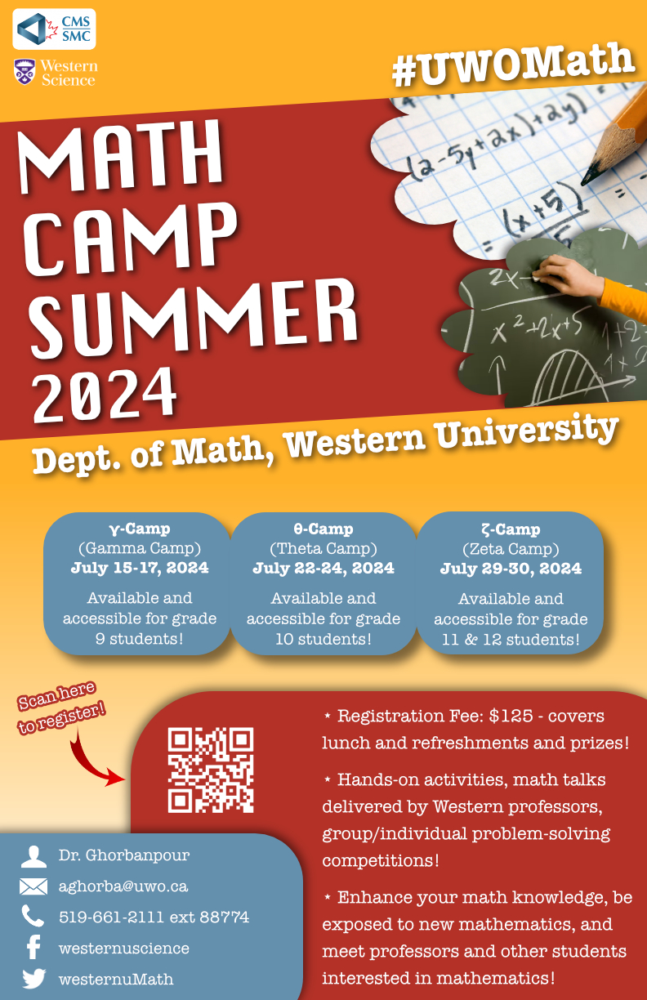 CMS
SMC
Western
Science
#UWOMath
MATH
CAMP
SUMMER
2024
(2-5y+2x)+2y)
(x+5)
5
=
2x
x²+2x+5
1+2
Dept. of Math, Western University
γ-Camp
(Gamma Camp)
July 15-17, 2024
Available and
accessible for grade
9 students!
θ-Camp
(Theta Camp)
July 22-24, 2024
Available and
accessible for grade
10 students!
ζ-Camp
(Zeta Camp)
July 29-30, 2024
Available and
accessible for grade
11 & 12 students!
Scan here
to register!
⋆ Registration Fee: $125 - covers
lunch and refreshments and prizes!
⋆ Hands-on activities, math talks
delivered by Western professors,
group/individual problem-solving
competitions!
⋆ Enhance your math knowledge, be
exposed to new mathematics, and
meet professors and other students
interested in mathematics!
Dr. Ghorbanpour
aghorba@uwo.ca
519-661-2111 ext 88774
westernuscience
westernuMath